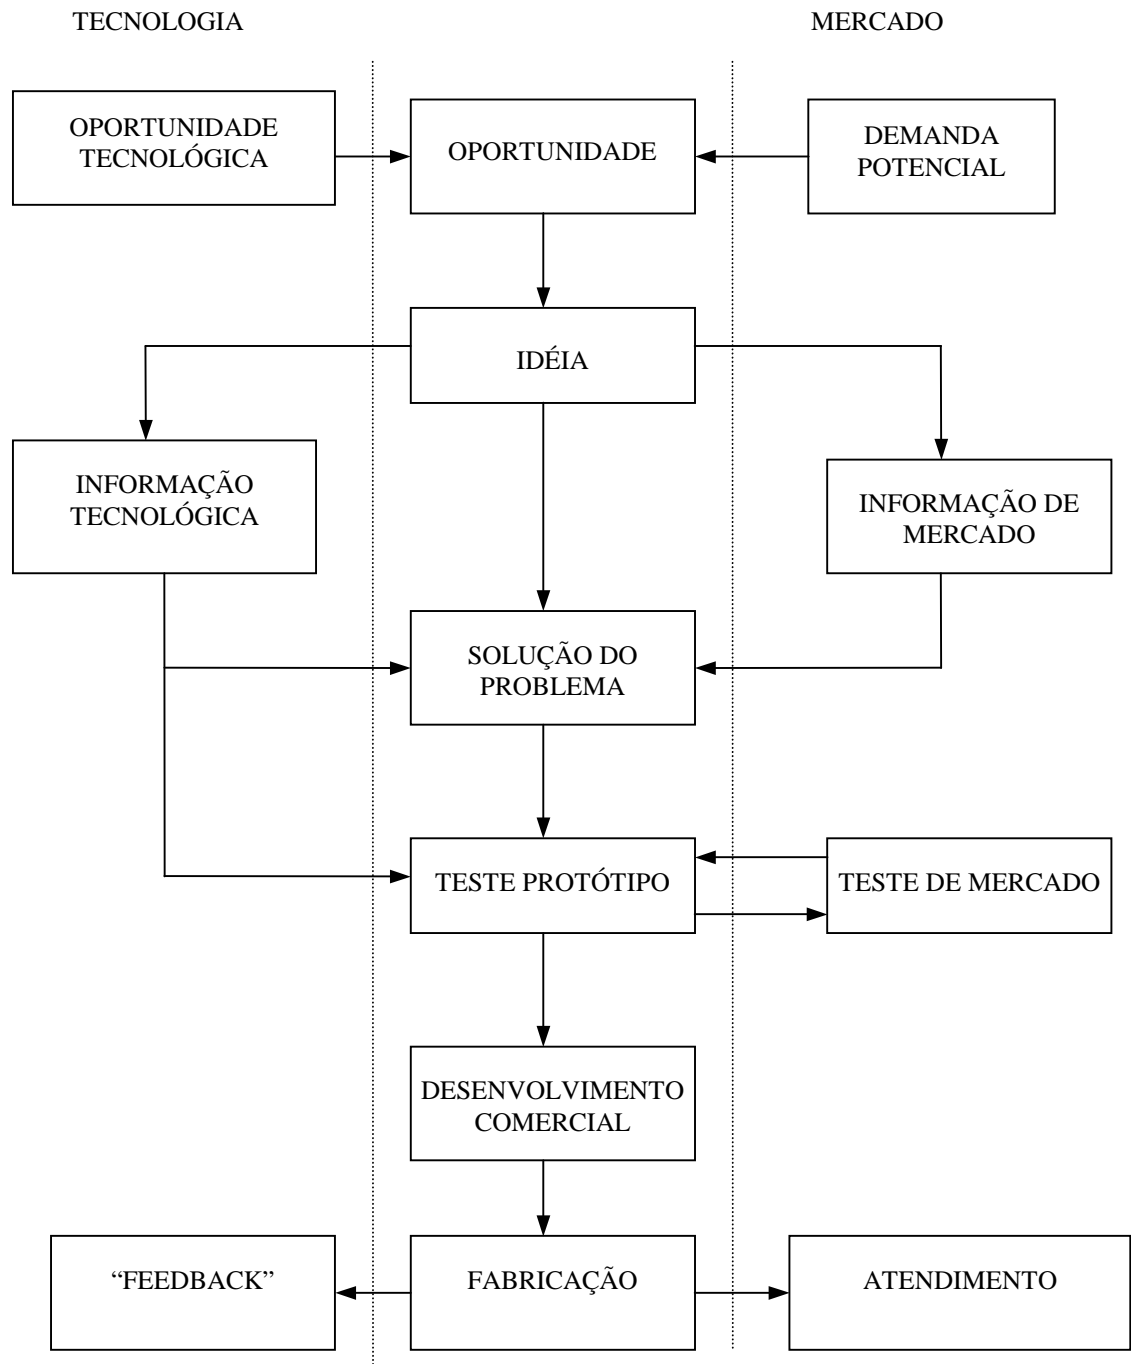 TECNOLOGIA
MERCADO
OPORTUNIDADE
TECNOLÓGICA
OPORTUNIDADE
DEMANDA
POTENCIAL
IDÉIA
INFORMAÇÃO
TECNOLÓGICA
INFORMAÇÃO DE
MERCADO
SOLUÇÃO DO
PROBLEMA
TESTE PROTÓTIPO
TESTE DE MERCADO
DESENVOLVIMENTO
COMERCIAL
“FEEDBACK”
FABRICAÇÃO
ATENDIMENTO